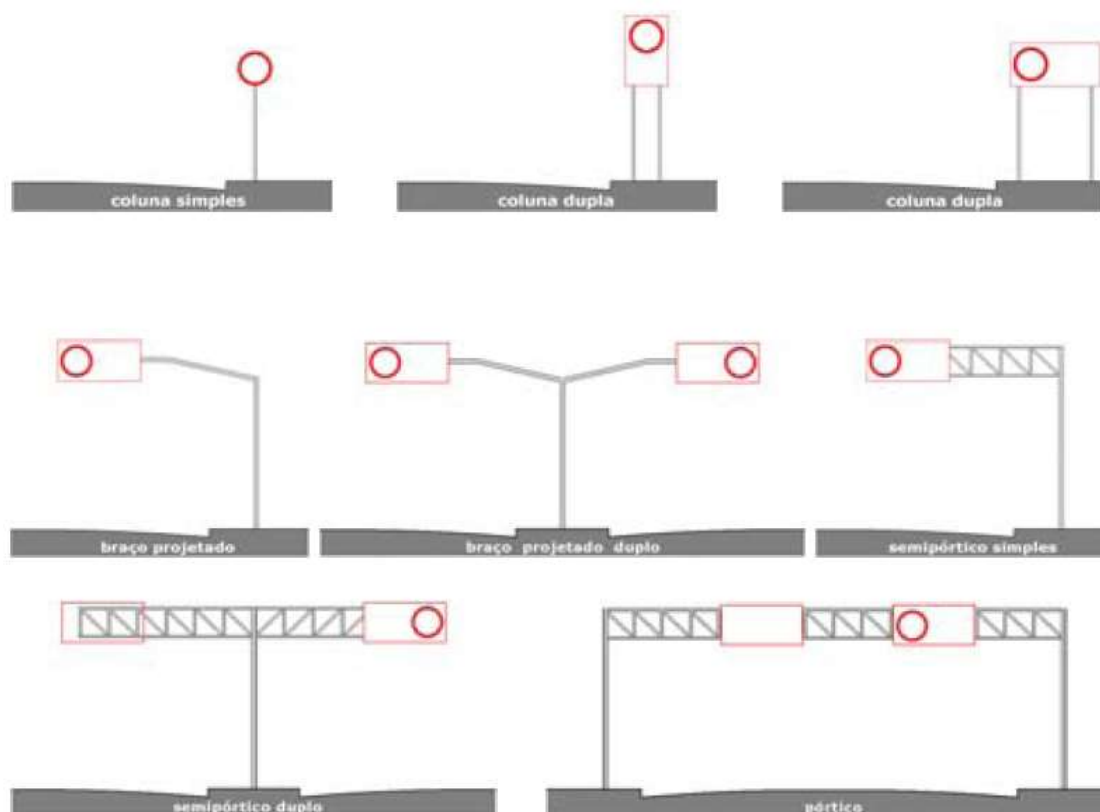 coluna simples
coluna dupla
coluna dupla
braço projetado
braço projetado duplo
semipórtico simples
semipórtico duplo
pórtico